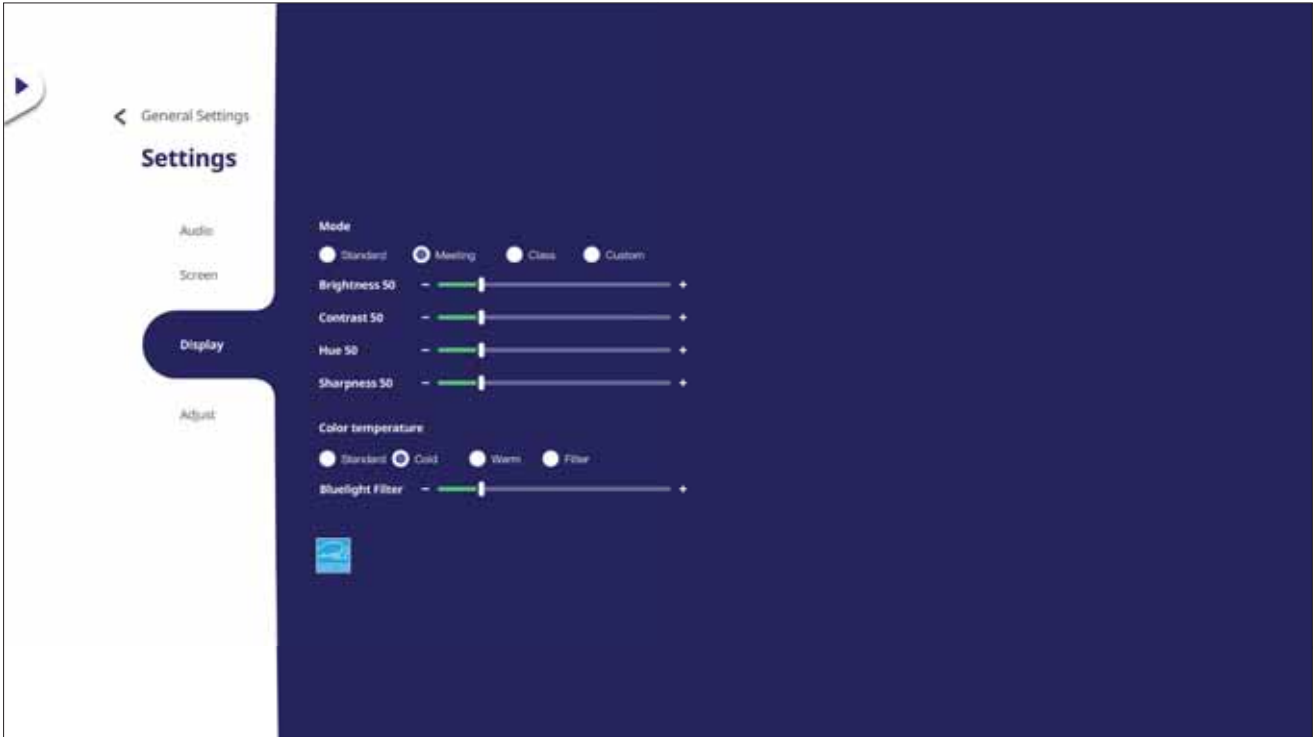 General Settings
Settings
Audio
Screen
Display
Adjust
Mode
Standard Meeting Class Custom
Brightness 50 - +
Contrast 50 - +
Hue 50 - +
Sharpness 50 - +
Color temperature
Standard Cold Warm Filter
Bluelight Filter - +